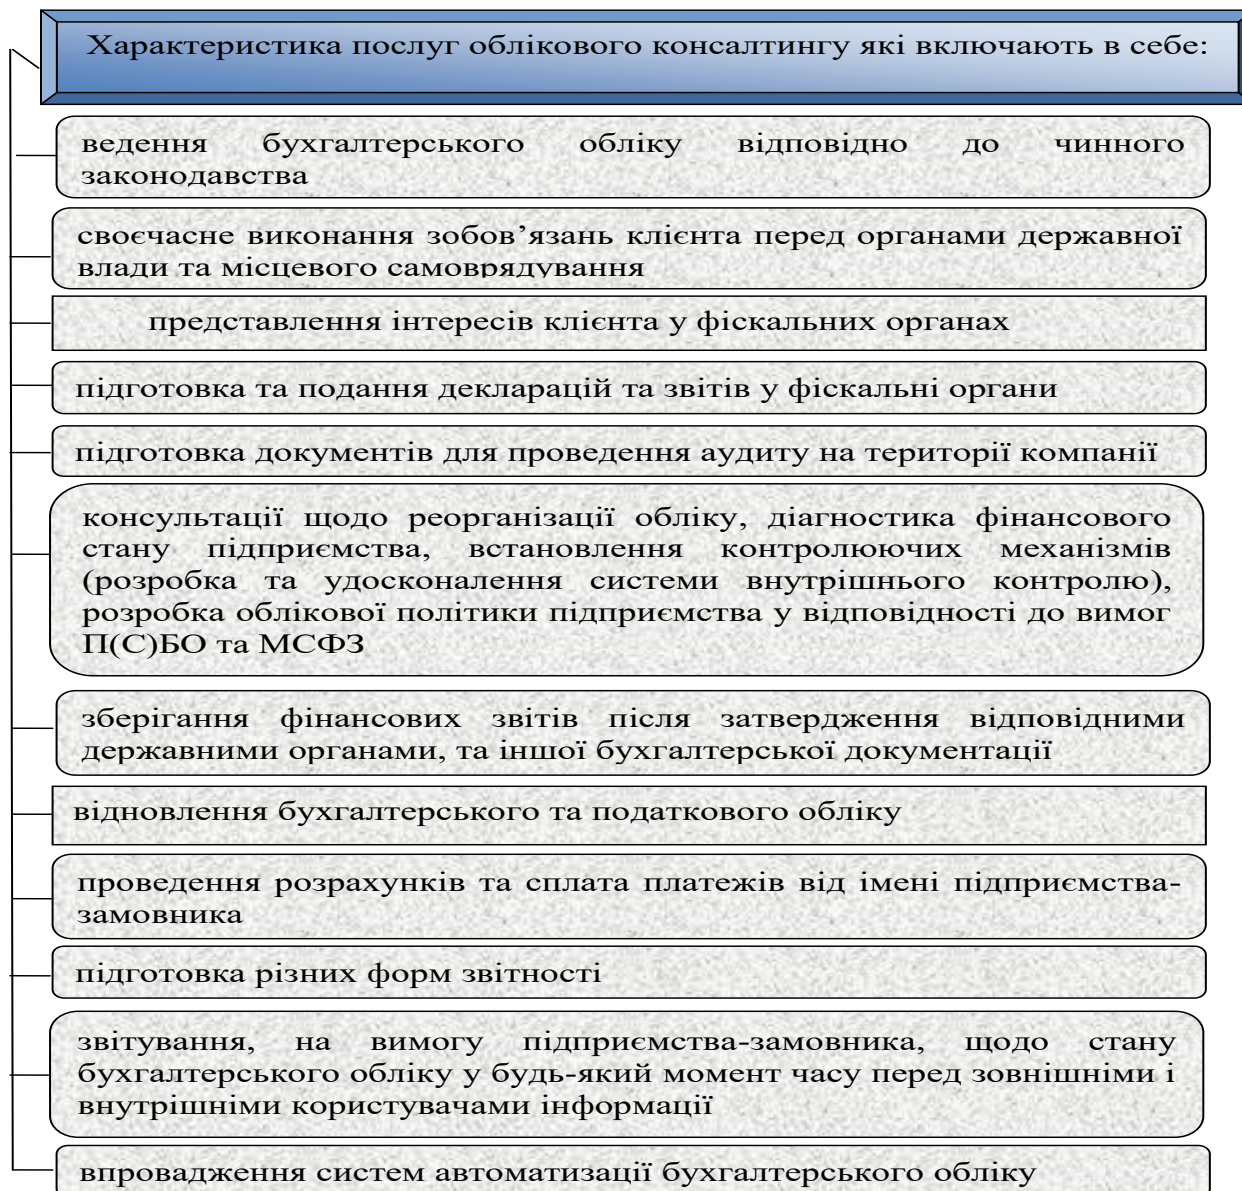 Характеристика послуг облікового консалтингу які включають в себе:
ведення бухгалтерського обліку відповідно до чинного
законодавства
своєчасне виконання зобов’язань клієнта перед органами державної
влади та місцевого самоврядування
представлення інтересів клієнта у фіскальних органах
підготовка та подання декларацій та звітів у фіскальні органи
підготовка документів для проведення аудиту на території компанії
консультації щодо реорганізації обліку, діагностика фінансового
стану підприємства, встановлення контролюючих механізмів
(розробка та удосконалення системи внутрішнього контролю),
розробка облікової політики підприємства у відповідності до вимог
П(С)БО та МСФЗ
зберігання фінансових звітів після затвердження відповідними
державними органами, та іншої бухгалтерської документації
відновлення бухгалтерського та податкового обліку
проведення розрахунків та сплата платежів від імені підприємства-
замовника
підготовка різних форм звітності
звітування, на вимогу підприємства-замовника, щодо стану
бухгалтерського обліку у будь-який момент часу перед зовнішніми і
внутрішніми користувачами інформації
впровадження систем автоматизації бухгалтерського обліку